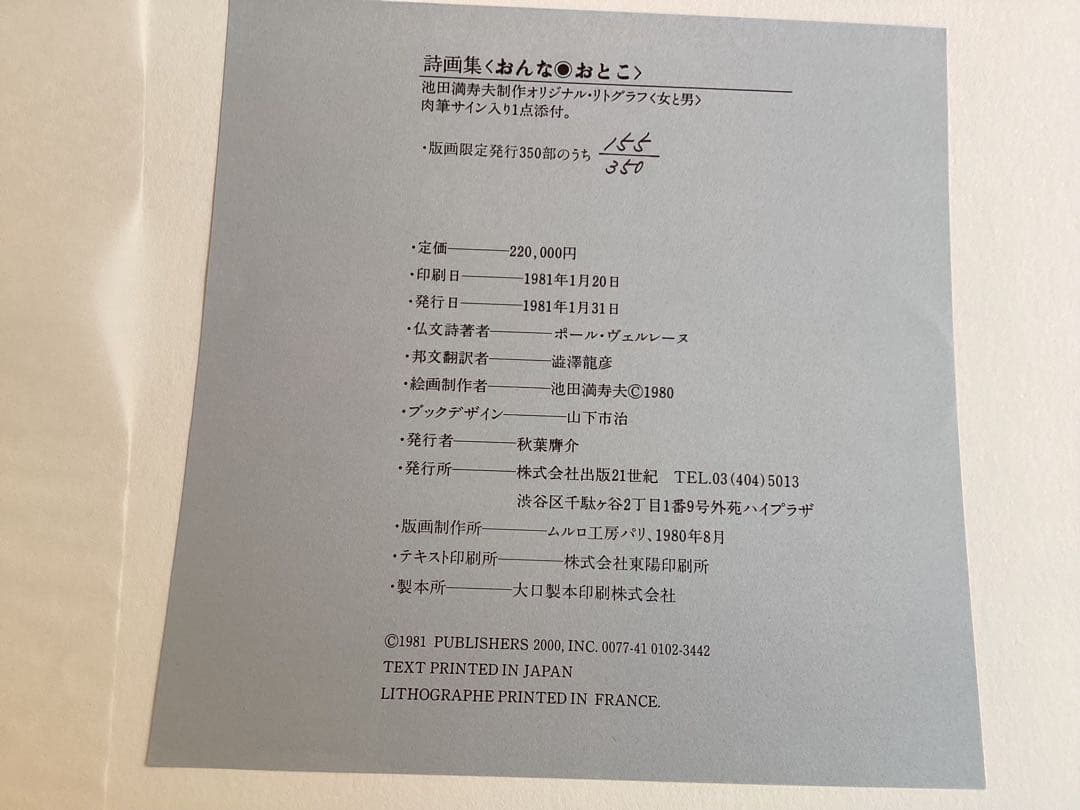 詩画集〈おんな◉おとこ〉
池田満寿夫制作オリジナル・リトグラフ〈女と男〉
肉筆サイン入り1点添付。
・版画限定発行350部のうち 155/350
・定価————220,000円
・印刷日————1981年1月20日
・発行日————1981年1月31日
・仏文詩著者————ポール・ヴェルレーヌ
・邦文翻訳者————澁澤龍彦
・絵画制作者————池田満寿夫©1980
・ブックデザイン————山下市治
・発行者————秋葉膺介
・発行所————株式会社出版21世紀 TEL.03(404)5013
渋谷区千駄ヶ谷2丁目1番9号外苑ハイプラザ
・版画制作所————ムルロ工房パリ、1980年8月
・テキスト印刷所————株式会社東陽印刷所
・製本所————大口製本印刷株式会社
©1981 PUBLISHERS 2000, INC. 0077-41 0102-3442
TEXT PRINTED IN JAPAN
LITHOGRAPHE PRINTED IN FRANCE.